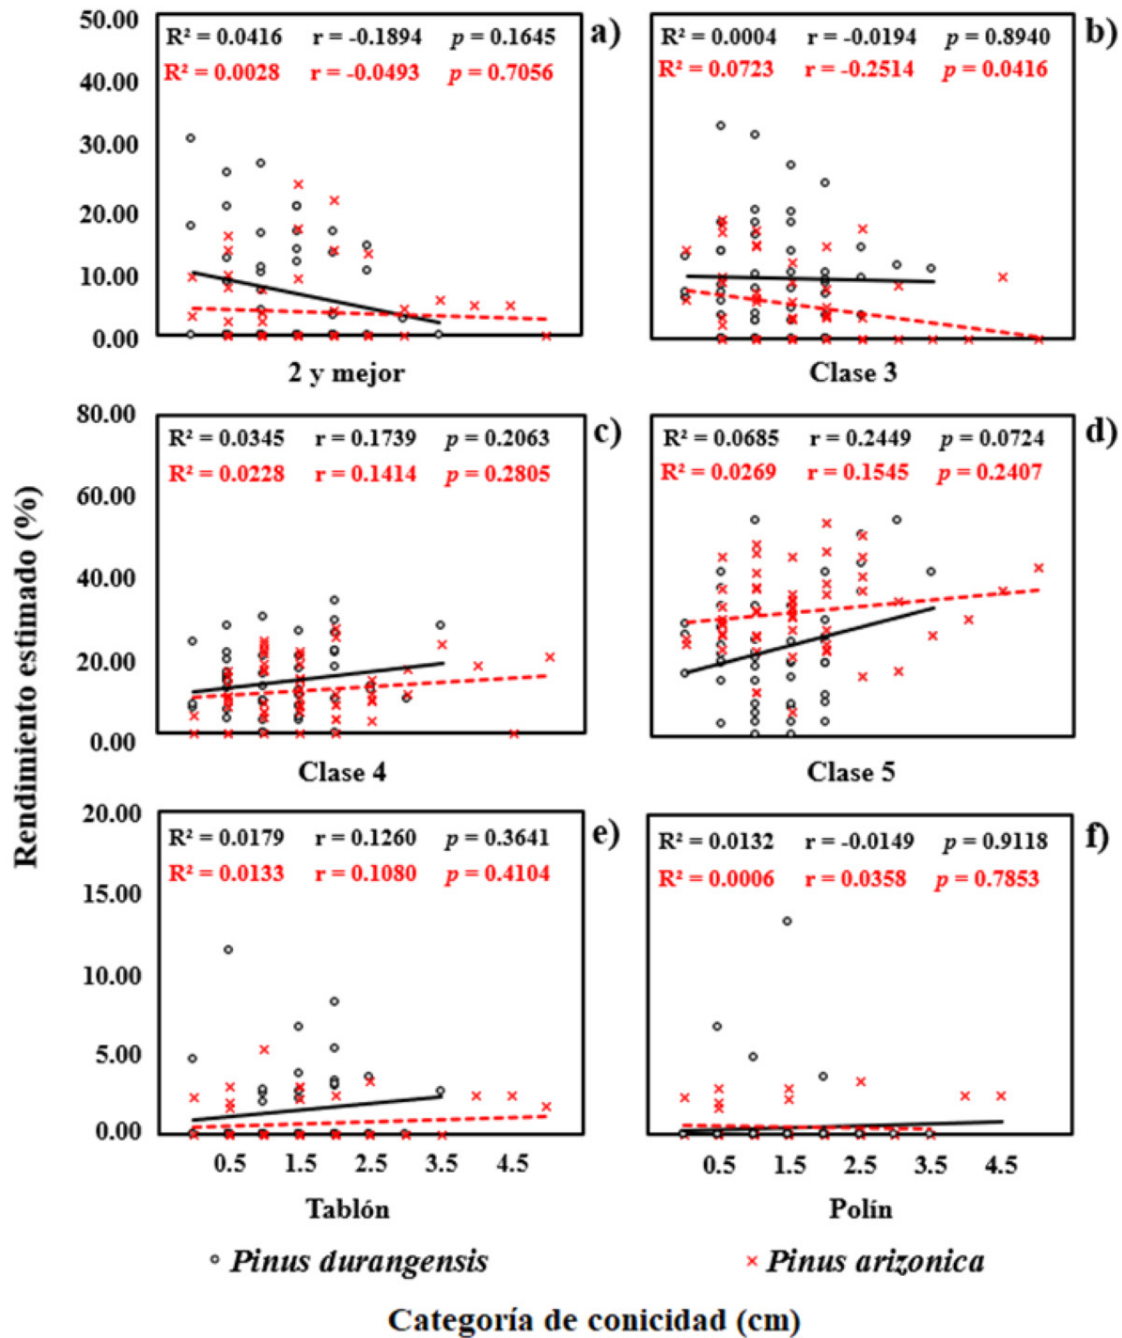 50.00
R² = 0.0416 r = -0.1894 p = 0.1645 a)
R² = 0.0028 r = -0.0493 p = 0.7056
40.00
30.00
20.00
10.00
0.00
2 y mejor
R² = 0.0004 r = -0.0194 p = 0.8940 b)
R² = 0.0723 r = -0.2514 p = 0.0416
Clase 3
80.00
R² = 0.0345 r = 0.1739 p = 0.2063 c)
R² = 0.0228 r = 0.1414 p = 0.2805
60.00
40.00
20.00
0.00
Clase 4
R² = 0.0685 r = 0.2449 p = 0.0724 d)
R² = 0.0269 r = 0.1545 p = 0.2407
Clase 5
Rendimiento estimado (%)
20.00
R² = 0.0179 r = 0.1260 p = 0.3641 e)
R² = 0.0133 r = 0.1080 p = 0.4104
15.00
10.00
5.00
0.00
0.5 1.5 2.5 3.5 4.5
Tablón
R² = 0.0132 r = -0.0149 p = 0.9118 f)
R² = 0.0006 r = 0.0358 p = 0.7853
0.5 1.5 2.5 3.5 4.5
Polín
Pinus durangensis
Pinus arizonica
Categoría de conicidad (cm)